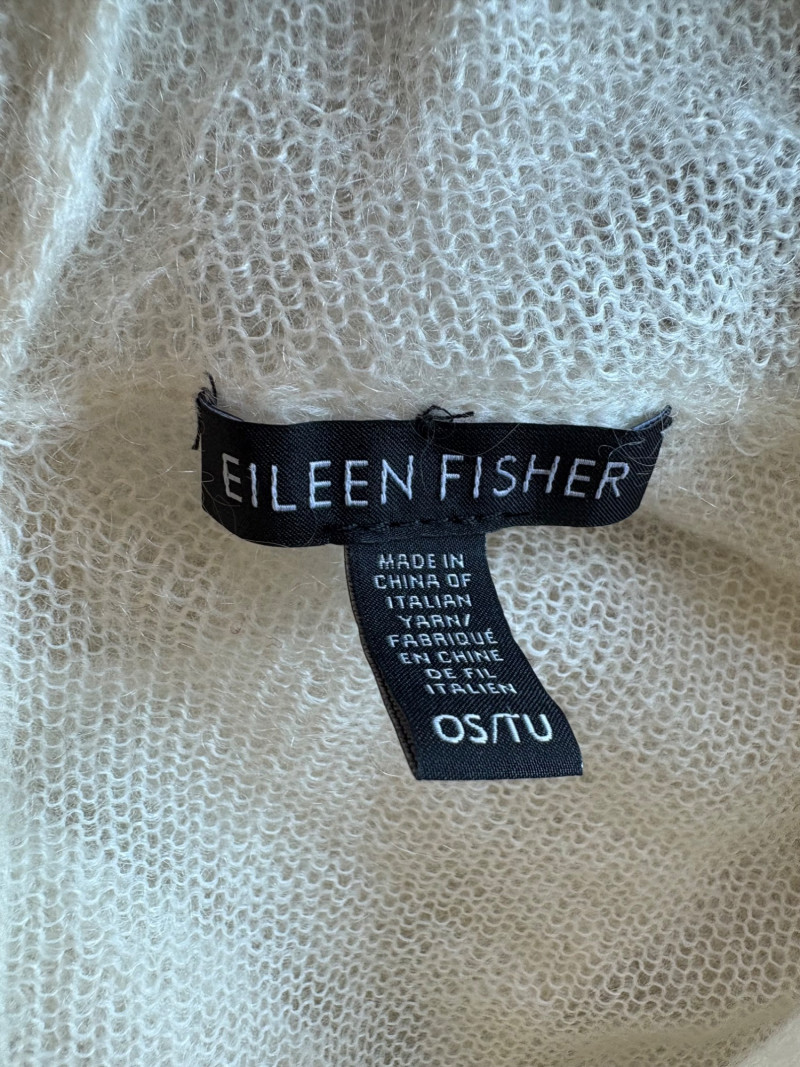 EILEEN FISHER
MADE IN
CHINA OF
ITALIAN
YARN/
FABRIQUÉ
EN CHINE
DE FIL
ITALIEN
OS/TU